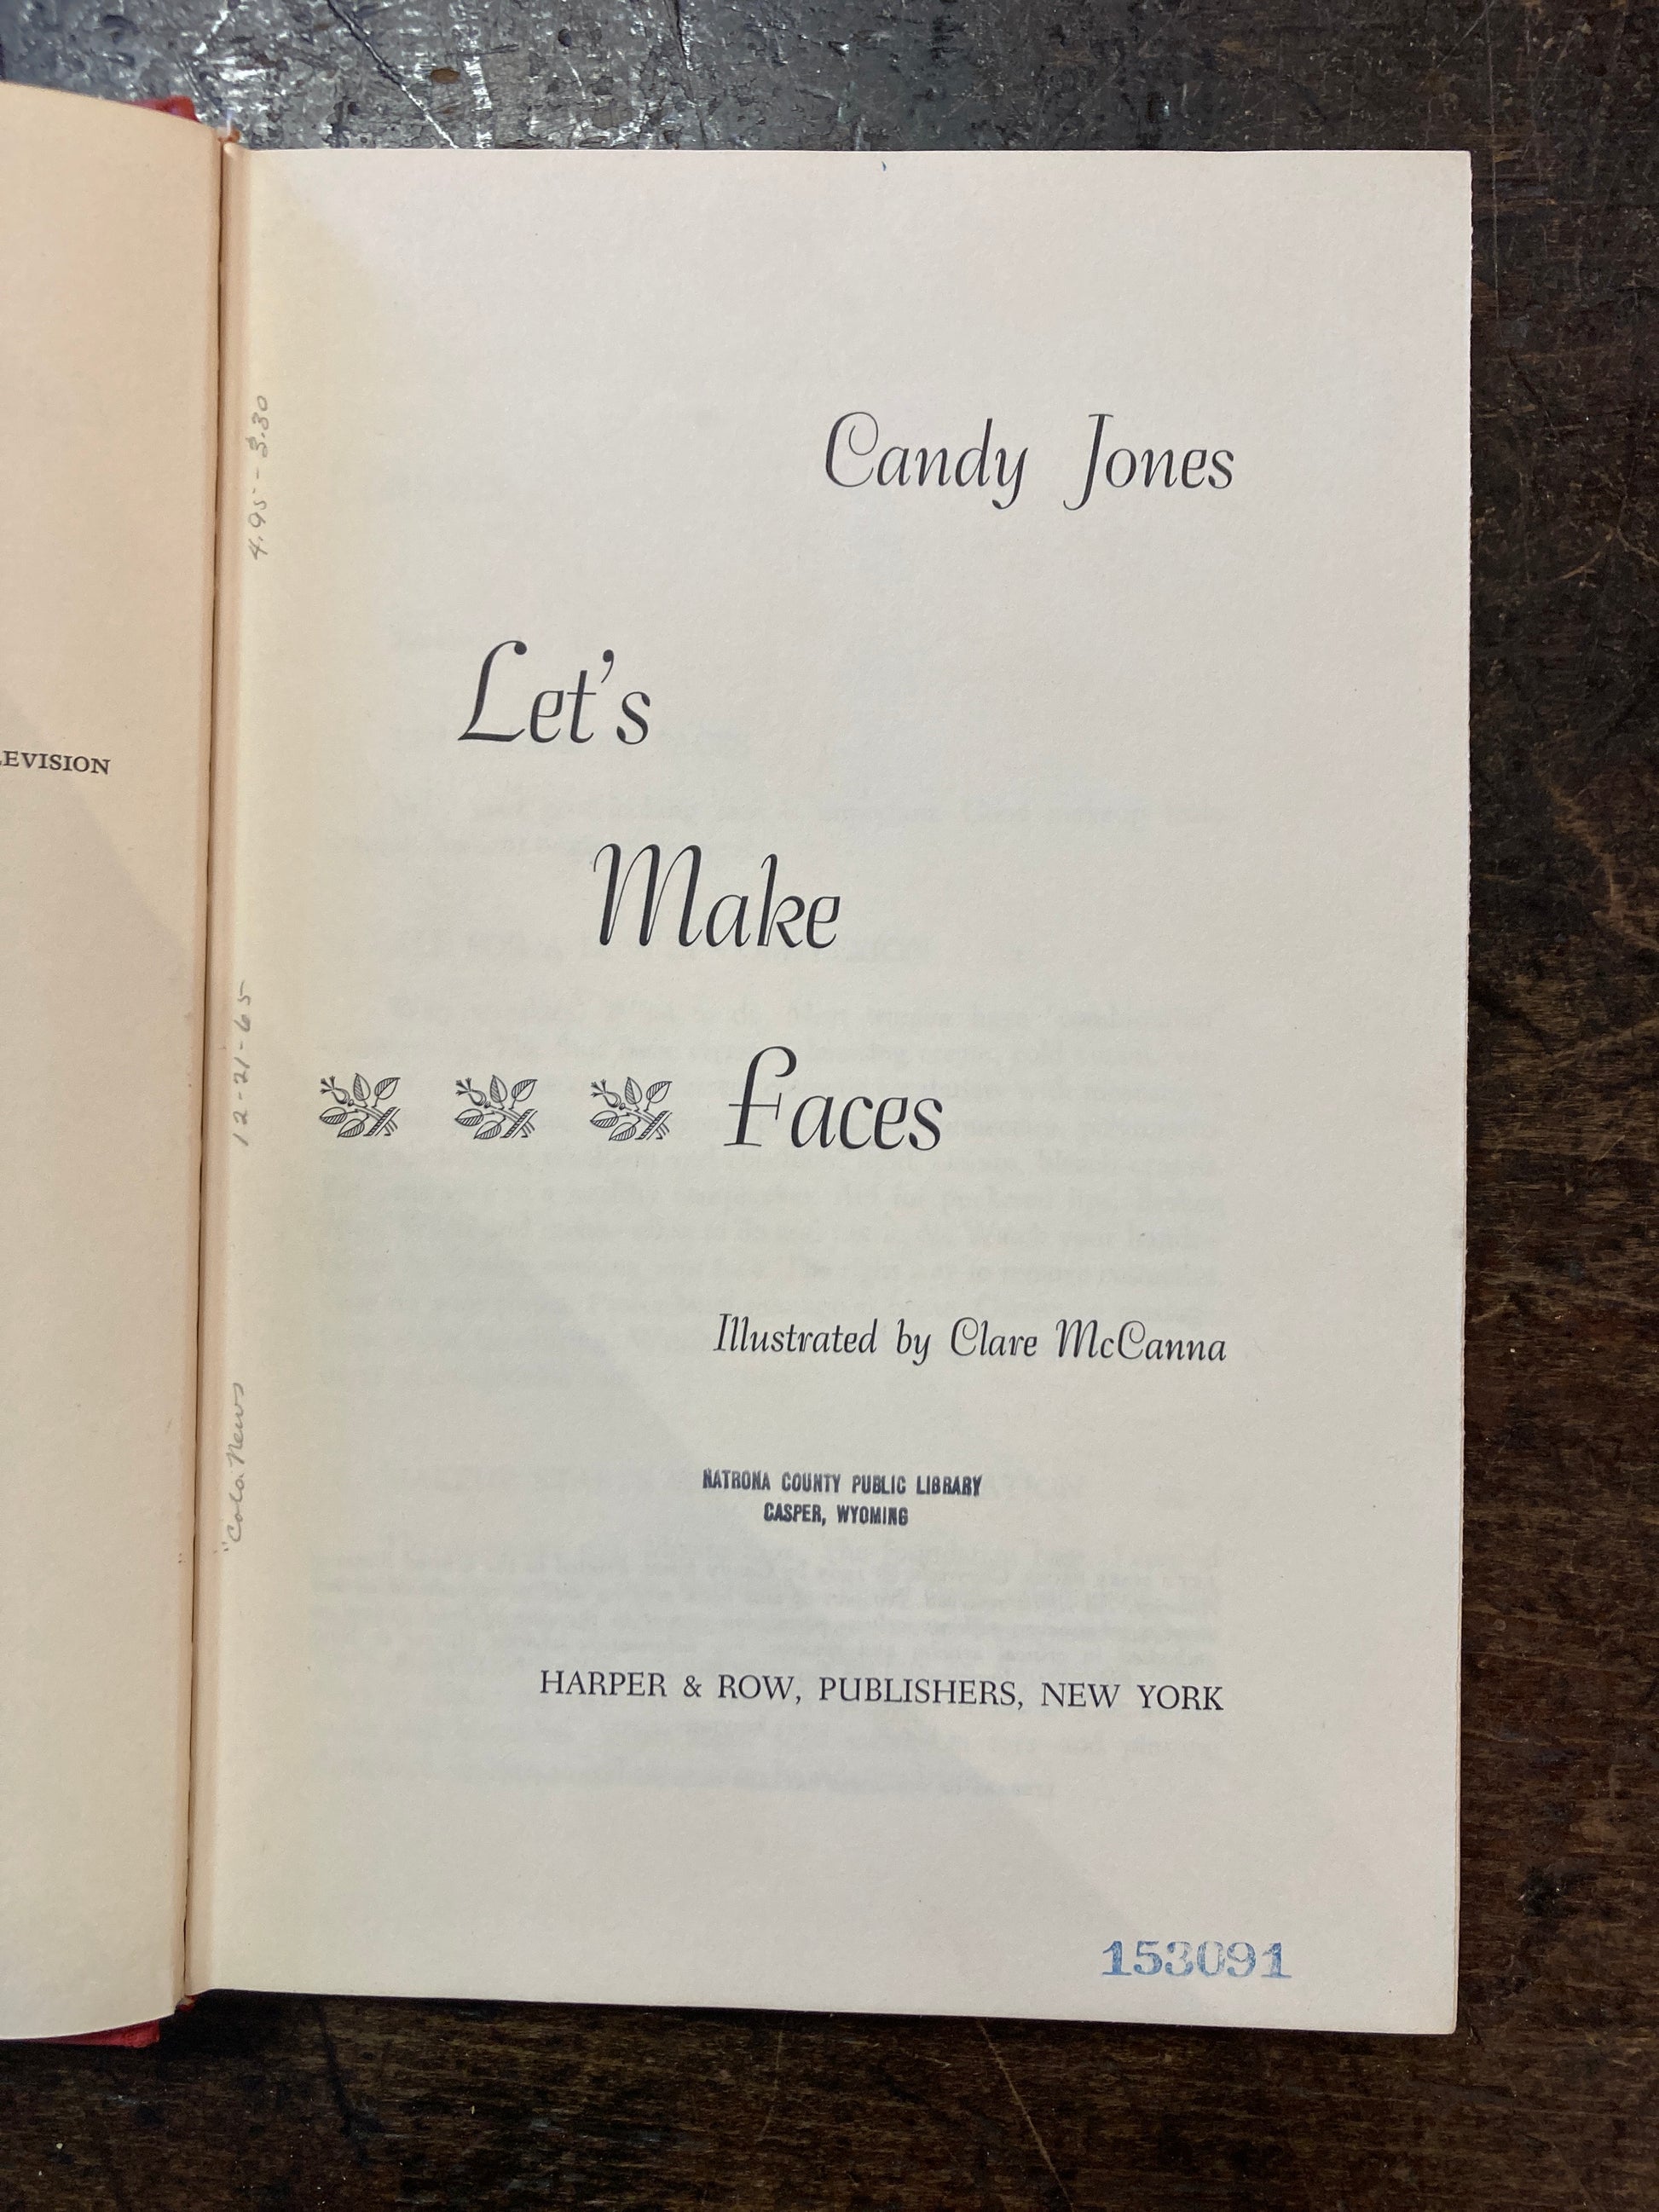 LEVISION
4.95--3.30
12-21-65
"Colo. News
Candy Jones
Let's
Make
Faces
Illustrated by Clare McCanna
NATRONA COUNTY PUBLIC LIBRARY
CASPER, WYOMING
HARPER & ROW, PUBLISHERS, NEW YORK
153091